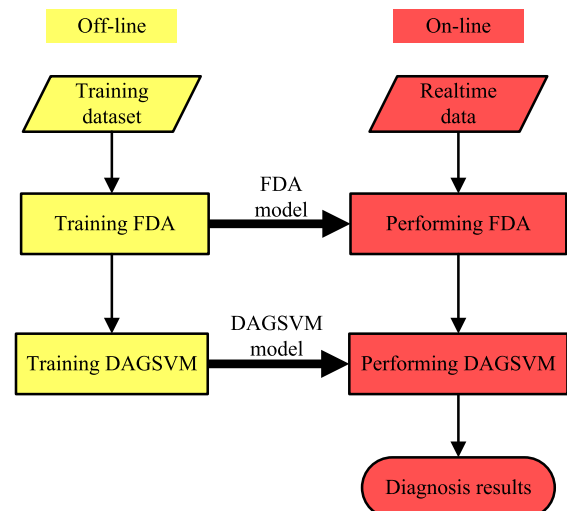 Off-line
On-line
Training
dataset
Realtime
data
FDA
model
Training FDA
Performing FDA
DAGSVM
model
Training DAGSVM
Performing DAGSVM
Diagnosis results